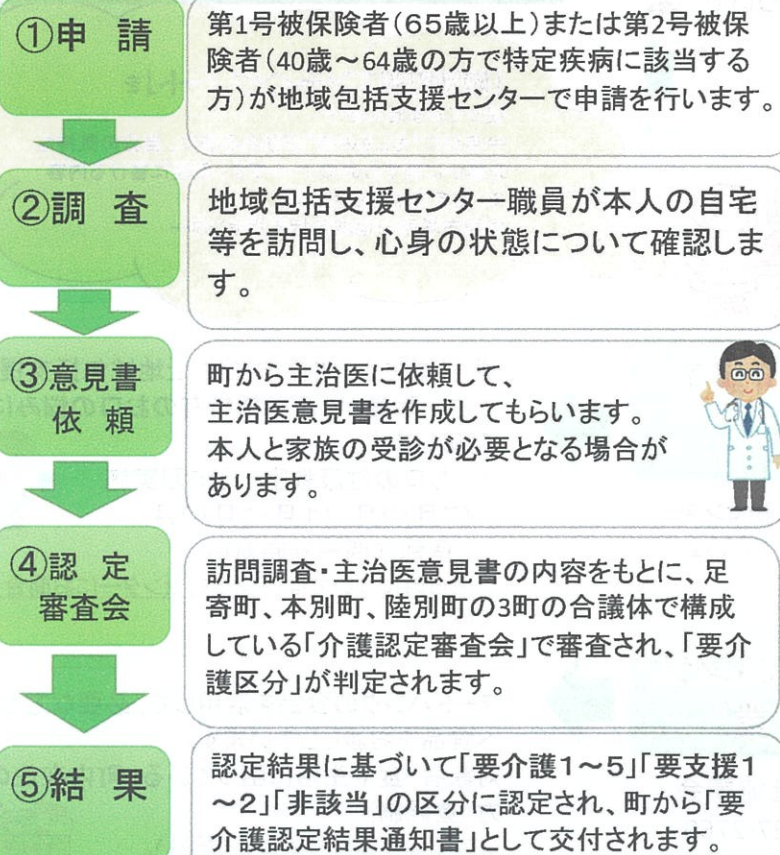 ①申　請
第1号被保険者（65歳以上）または第2号被保
険者（40歳～64歳の方で特定疾病に該当する
方）が地域包括支援センターで申請を行います。
②調　査
地域包括支援センター職員が本人の自宅
等を訪問し、心身の状態について確認しま
す。
③意見書
依　頼
町から主治医に依頼して、
主治医意見書を作成してもらいます。
本人と家族の受診が必要となる場合が
あります。
④認　定
審査会
訪問調査・主治医意見書の内容をもとに、足
寄町、本別町、陸別町の3町の合議体で構成
している「介護認定審査会」で審査され、「要介
護区分」が判定されます。
⑤結　果
認定結果に基づいて「要介護1～5」「要支援1
～2」「非該当」の区分に認定され、町から「要
介護認定結果通知書」として交付されます。